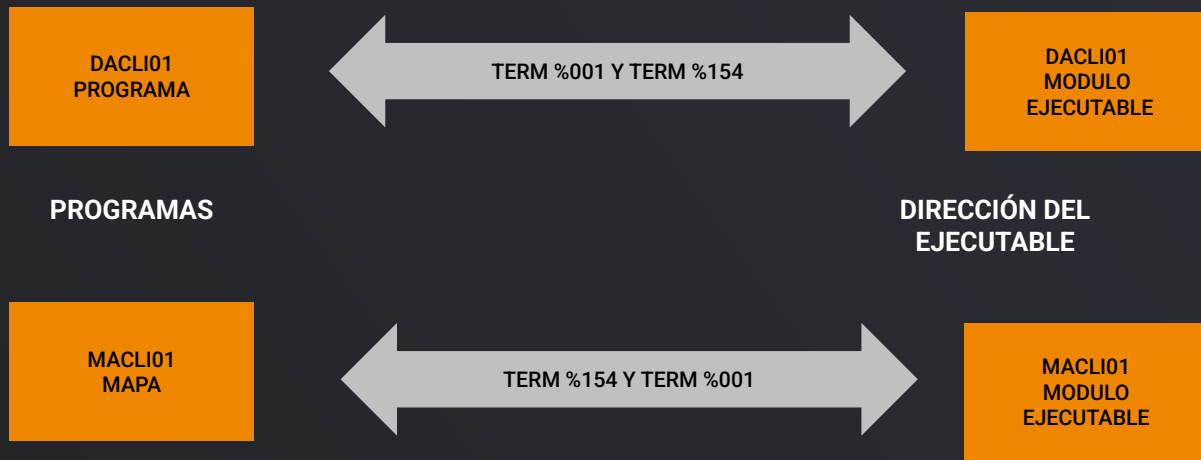 DACLI01
PROGRAMA
TERM %001 Y TERM %154
DACLI01
MODULO
EJECUTABLE
PROGRAMAS
DIRECCIÓN DEL
EJECUTABLE
MACLI01
MAPA
TERM %154 Y TERM %001
MACLI01
MODULO
EJECUTABLE